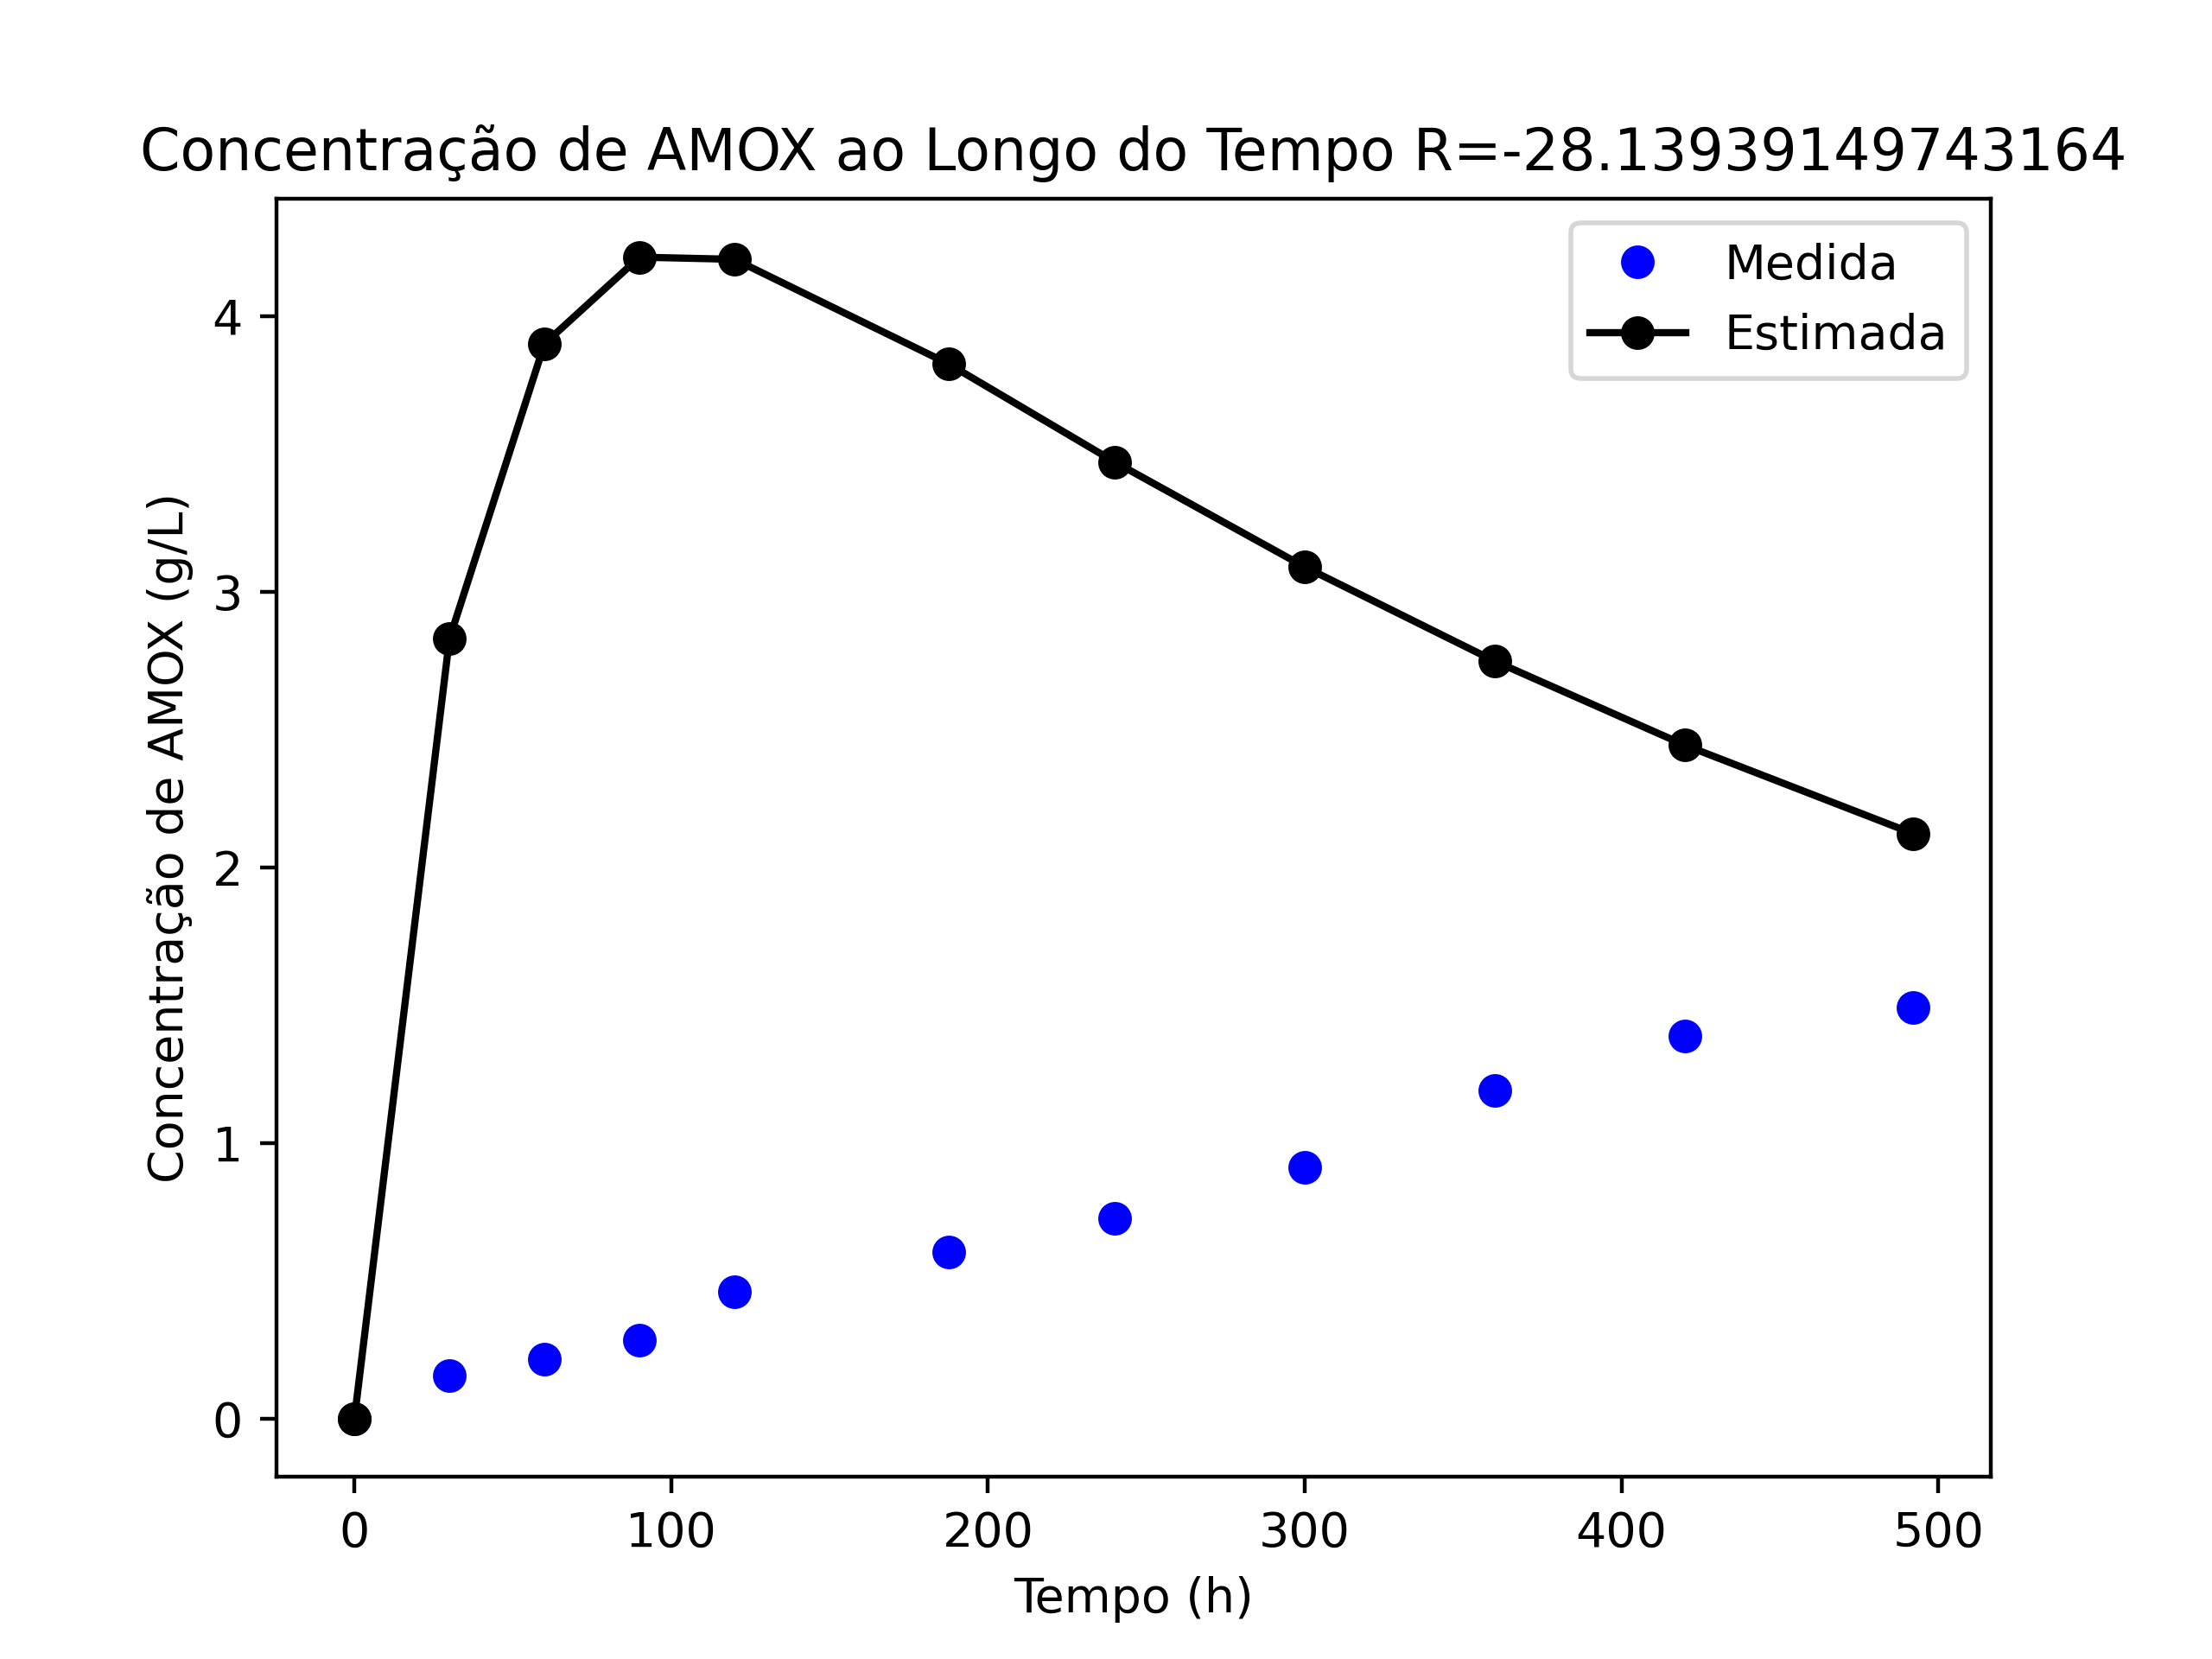 Concentração de AMOX ao Longo do Tempo R=-28.13939149743164
Medida
Estimada
Concentração de AMOX (g/L)
4
3
2
1
0
0 100 200 300 400 500
Tempo (h)